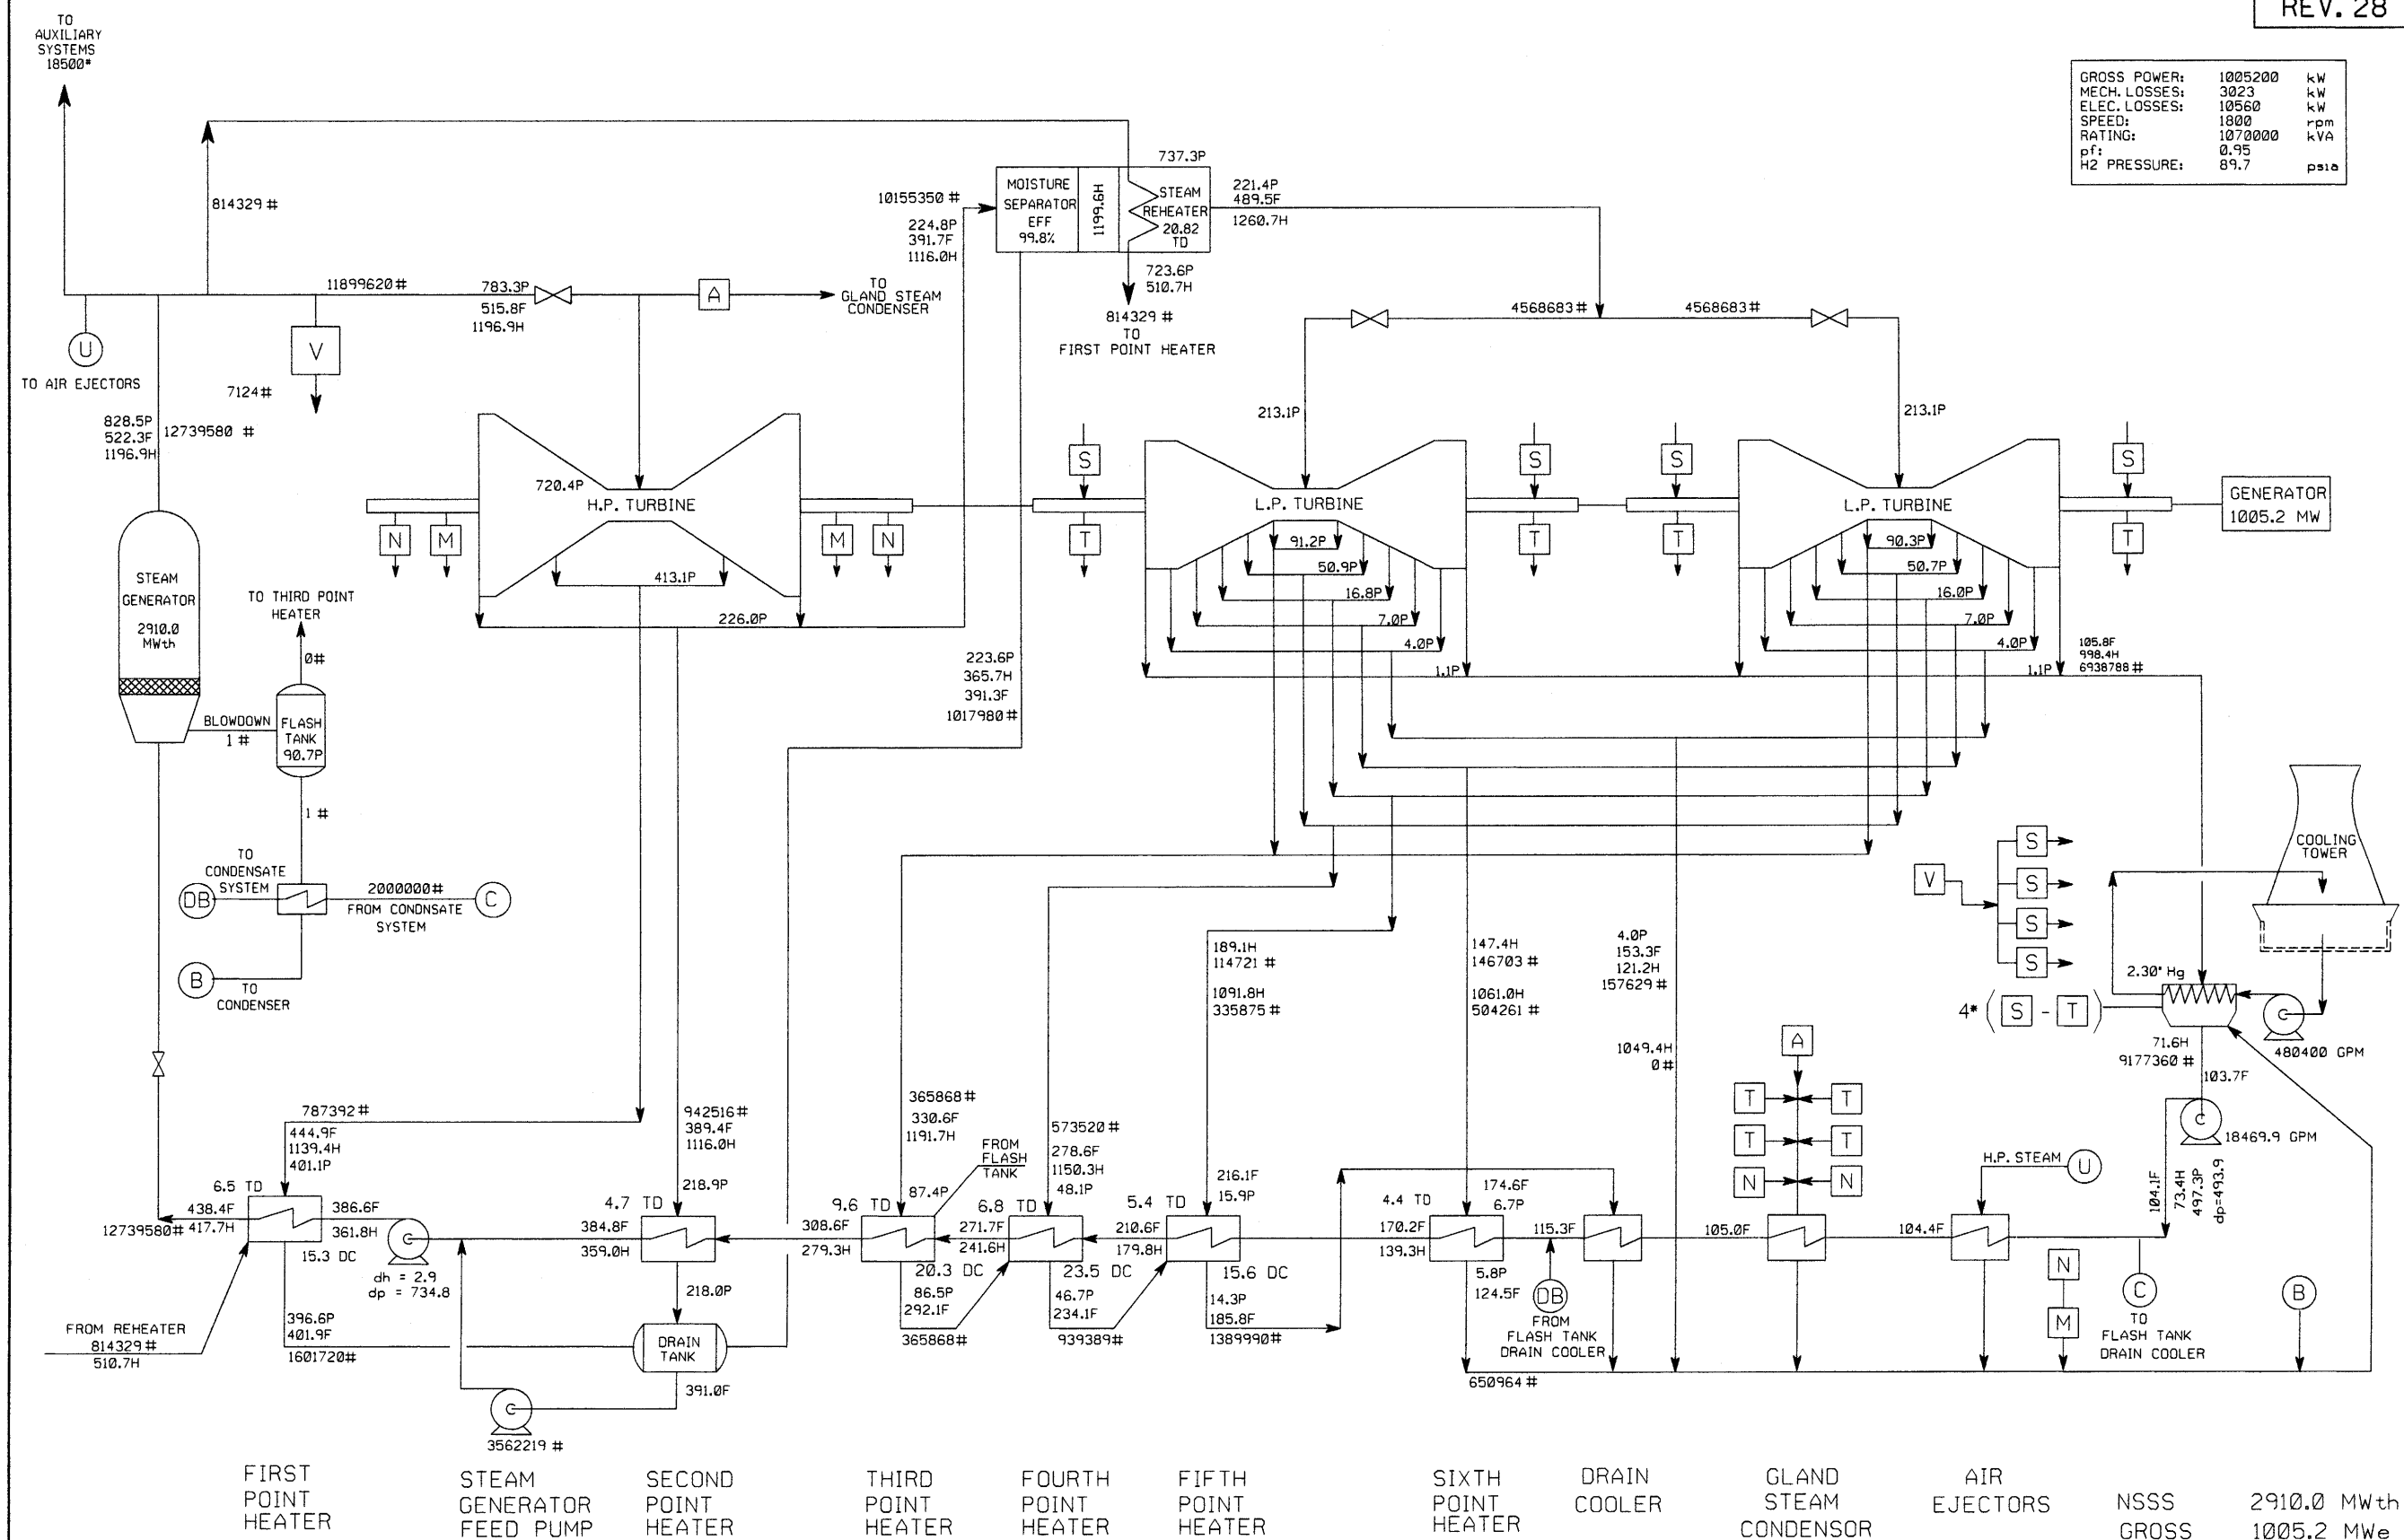 REV. 28
TO
AUXILIARY
SYSTEMS
18500#
GROSS POWER: 1005200 kW
MECH. LOSSES: 3023 kW
ELEC. LOSSES: 10560 kW
SPEED: 1800 rpm
RATING: 1070000 kVA
pf: 0.95
H2 PRESSURE: 89.7 psia
814329 #
737.3P
MOISTURE
SEPARATOR
EFF
99.8%
1199.6H
STEAM
REHEATER
20.82
TD
10155350 #
224.8P
391.7F
1116.0H
221.4P
489.5F
1260.7H
723.6P
510.7H
814329 #
TO
FIRST POINT HEATER
11899620 #
783.3P
515.8F
1196.9H
A
TO
GLAND STEAM
CONDENSER
4568683 #
4568683 #
U
TO AIR EJECTORS
V
7124 #
828.5P
522.3F
1196.9H
12739580 #
213.1P
213.1P
720.4P
H.P. TURBINE
N
M
M
N
413.1P
226.0P
S
T
L.P. TURBINE
S
T
S
T
L.P. TURBINE
S
T
GENERATOR
1005.2 MW
91.2P
50.9P
16.8P
7.0P
4.0P
1.1P
90.3P
50.7P
16.0P
7.0P
4.0P
1.1P
105.8F
998.4H
6938788 #
STEAM
GENERATOR
2910.0
MWth
TO THIRD POINT
HEATER
0#
BLOWDOWN
1 #
FLASH
TANK
90.7P
1 #
223.6P
365.7H
391.3F
1017980 #
TO
CONDENSATE
SYSTEM
DB
2000000#
FROM CONDNSATE
SYSTEM
C
B
TO
CONDENSER
V
S
S
S
S
COOLING
TOWER
2.30" Hg
4* ( S - T )
C
480400 GPM
71.6H
9177360 #
103.7F
C
18469.9 GPM
104.1F
73.4H
497.3P
dp=493.9
189.1H
114721 #
1091.8H
335875 #
147.4H
146703 #
1061.0H
504261 #
4.0P
153.3F
121.2H
157629 #
1049.4H
0 #
A
T
T
T
T
N
N
H.P. STEAM
U
787392 #
444.9F
1139.4H
401.1P
942516 #
389.4F
1116.0H
218.9P
365868 #
330.6F
1191.7H
87.4P
FROM
FLASH
TANK
573520 #
278.6F
1150.3H
48.1P
216.1F
15.9P
174.6F
6.7P
6.5 TD
438.4F
417.7H
12739580#
386.6F
361.8H
15.3 DC
C
dh = 2.9
dp = 734.8
396.6P
401.9F
1601720#
FROM REHEATER
814329 #
510.7H
4.7 TD
384.8F
359.0H
218.0P
DRAIN
TANK
391.0F
C
3562219 #
9.6 TD
308.6F
279.3H
20.3 DC
86.5P
292.1F
365868#
6.8 TD
271.7F
241.6H
23.5 DC
46.7P
234.1F
939389#
5.4 TD
210.6F
179.8H
15.6 DC
14.3P
185.8F
1389990#
4.4 TD
170.2F
139.3H
115.3F
5.8P
124.5F
650964 #
DB
FROM
FLASH TANK
DRAIN COOLER
105.0F
104.4F
N
M
C
TO
FLASH TANK
DRAIN COOLER
B
FIRST
POINT
HEATER
STEAM
GENERATOR
FEED PUMP
SECOND
POINT
HEATER
THIRD
POINT
HEATER
FOURTH
POINT
HEATER
FIFTH
POINT
HEATER
SIXTH
POINT
HEATER
DRAIN
COOLER
GLAND
STEAM
CONDENSOR
AIR
EJECTORS
NSSS 2910.0 MWth
GROSS 1005.2 MWe